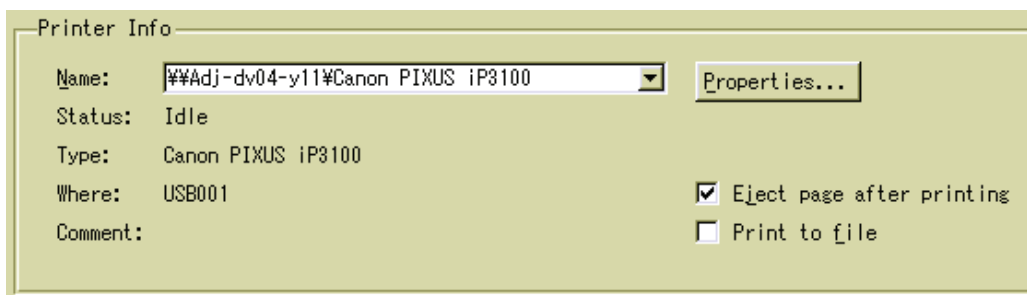 Printer Info
Name: ¥¥Adj-dv04-y11¥Canon PIXUS iP3100 Properties...
Status: Idle
Type: Canon PIXUS iP3100
Where: USB001 Eject page after printing
Comment: Print to file